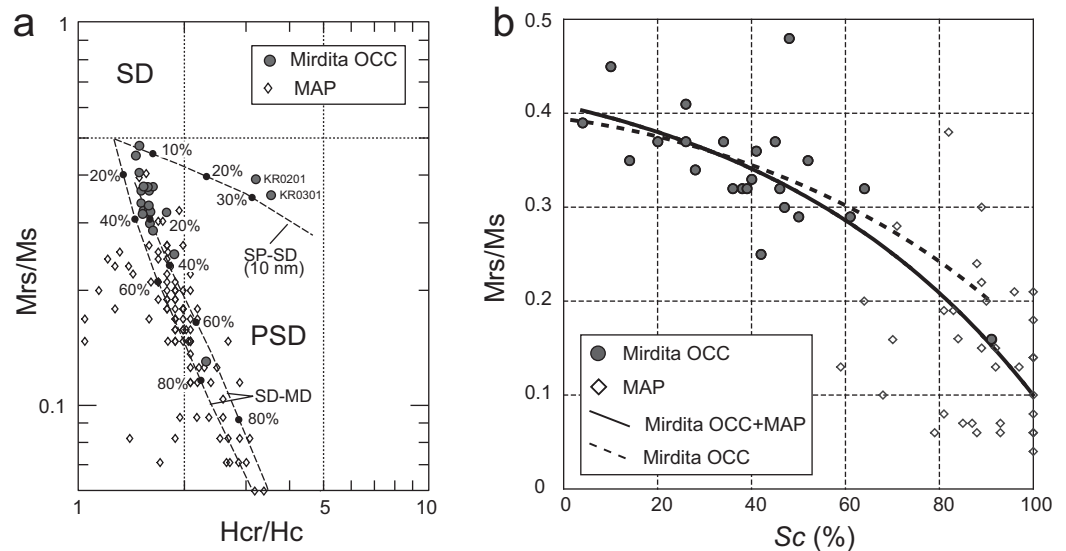 a
Mrs/Ms
1
0.1
SD
Mirdita OCC
MAP
10%
20%
20%
30%
KR0201
KR0301
SP-SD
(10 nm)
40%
20%
40%
60%
60%
PSD
80%
SD-MD
80%
1
2
5
10
Hcr/Hc
b
Mrs/Ms
0.5
0.4
0.3
0.2
0.1
0
Mirdita OCC
MAP
Mirdita OCC+MAP
Mirdita OCC
0
20
40
60
80
100
Sc (%)